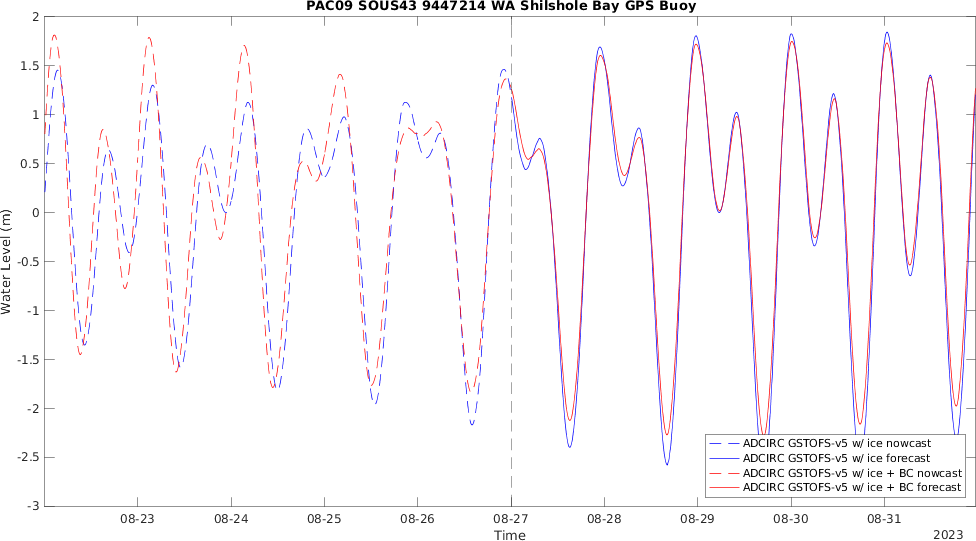 PAC09 SOUS43 9447214 WA Shilshole Bay GPS Buoy
2
1.5
1
0.5
0
-0.5
-1
-1.5
-2
-2.5
-3
Water Level (m)
08-23 08-24 08-25 08-26 08-27 08-28 08-29 08-30 08-31
Time
2023
ADCIRC GSTOFS-v5 w/ ice nowcast
ADCIRC GSTOFS-v5 w/ ice forecast
ADCIRC GSTOFS-v5 w/ ice + BC nowcast
ADCIRC GSTOFS-v5 w/ ice + BC forecast